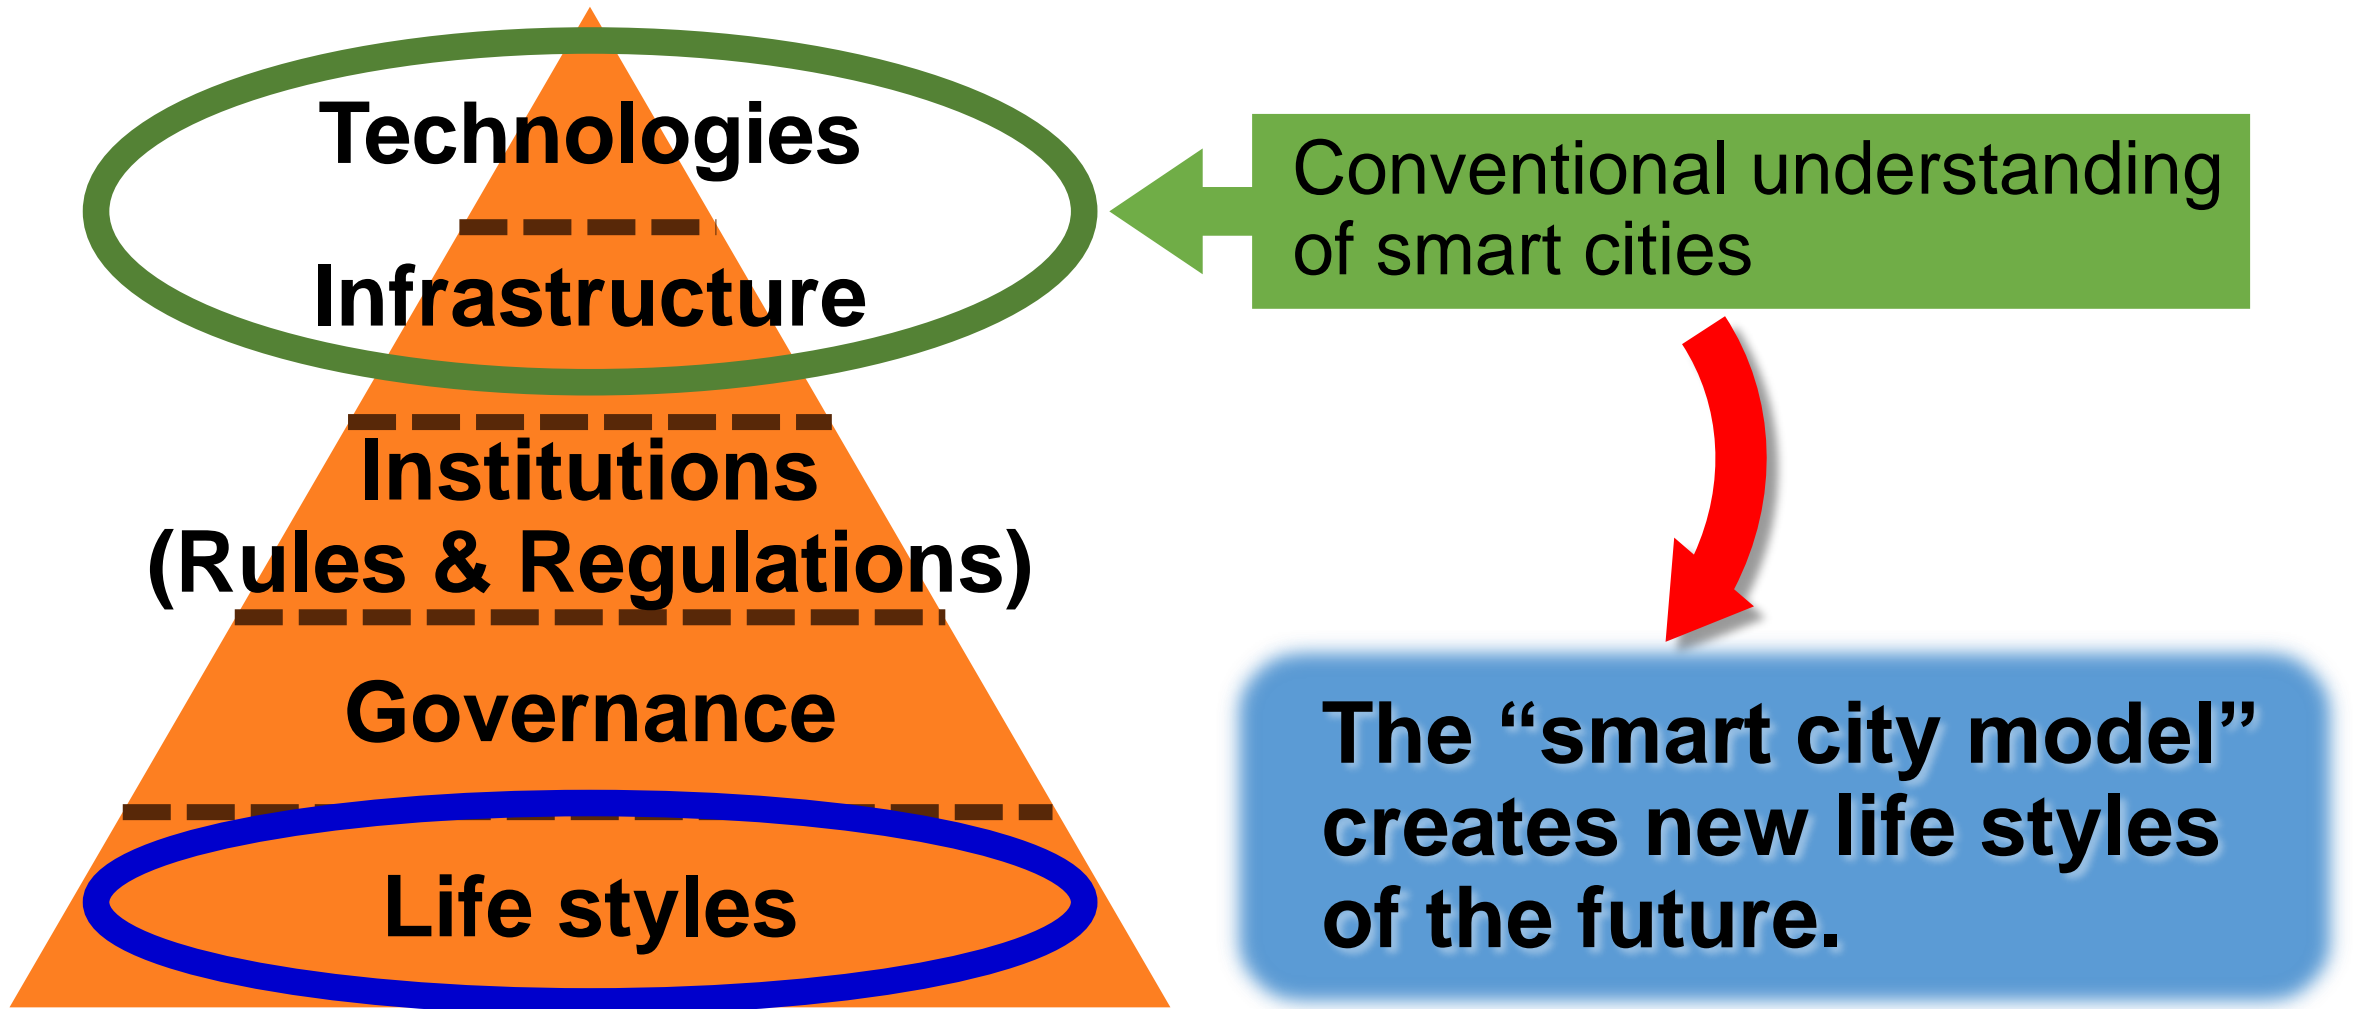 Technologies
Infrastructure
Institutions
(Rules & Regulations)
Governance
Life styles
Conventional understanding
of smart cities
The “smart city model”
creates new life styles
of the future.